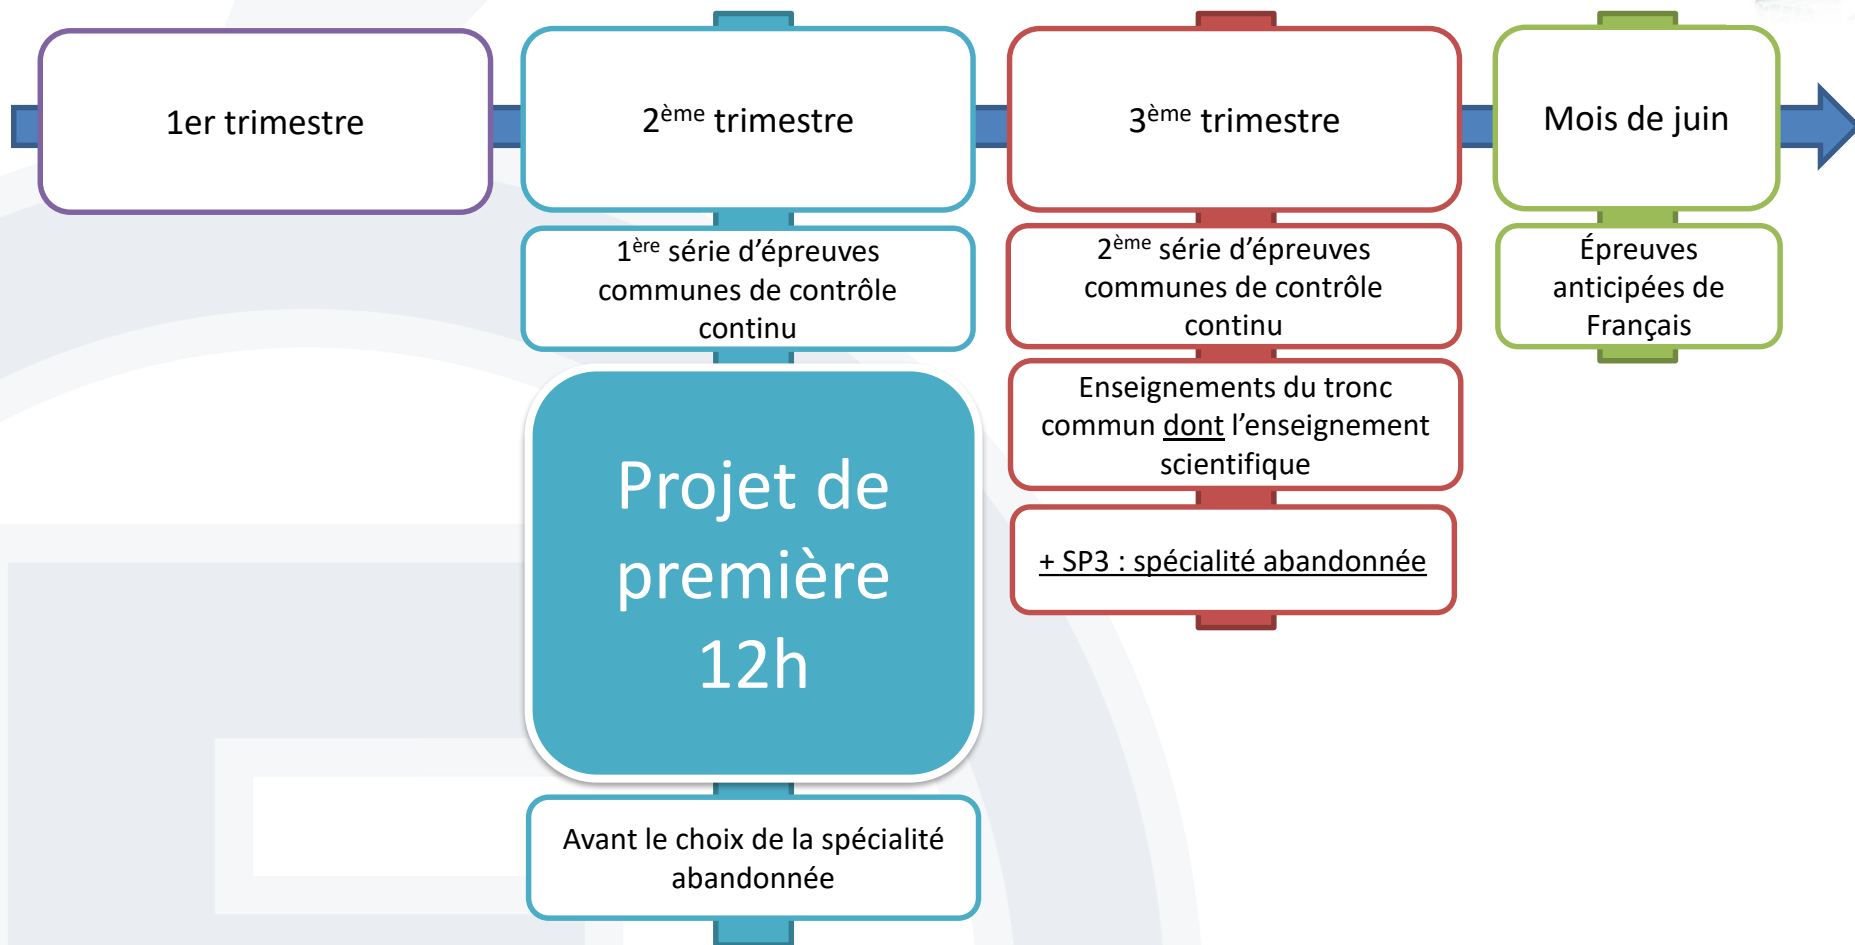 1er trimestre
2ème trimestre
3ème trimestre
Mois de juin
1ère série d’épreuves
communes de contrôle
continu
Projet de
première
12h
Avant le choix de la spécialité
abandonnée
2ème série d’épreuves
communes de contrôle
continu
Enseignements du tronc
commun dont l’enseignement
scientifique
+ SP3 : spécialité abandonnée
Épreuves
anticipées de
Français